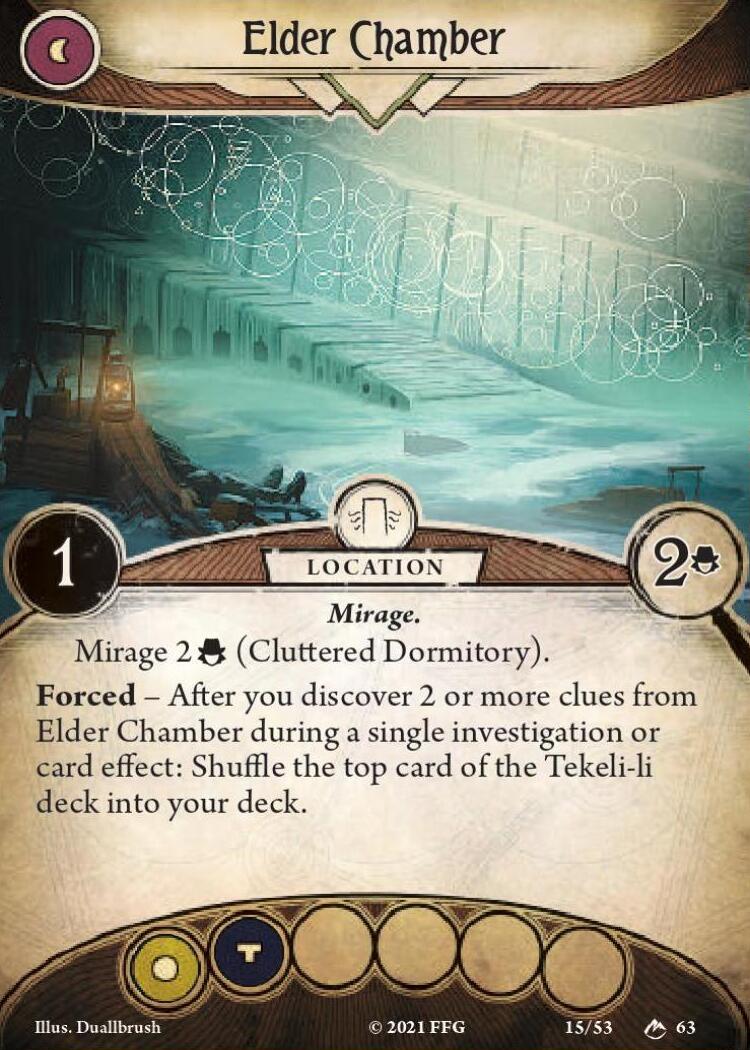 Elder Chamber
1
LOCATION
2
Mirage.
Mirage 2 (Cluttered Dormitory).
Forced – After you discover 2 or more clues from
Elder Chamber during a single investigation or
card effect: Shuffle the top card of the Tekeli-li
deck into your deck.
Illus. Duallbrush © 2021 FFG 15/53 63